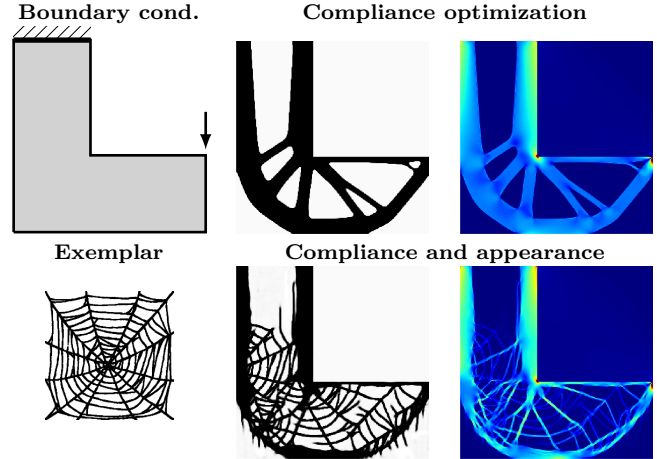 Boundary cond.
Compliance optimization
Exemplar
Compliance and appearance